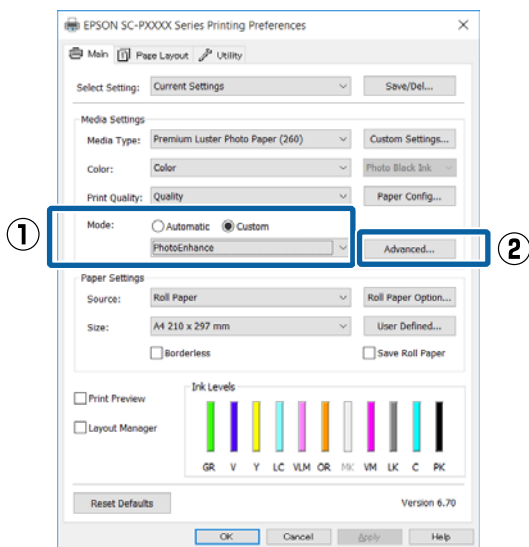 EPSON SC-PXXXX Series Printing Preferences
Main Page Layout Utility
Select Setting: Current Settings Save/Del...
Media Settings
Media Type: Premium Luster Photo Paper (260) Custom Settings...
Color: Color Photo Black Ink
Print Quality: Quality Paper Config...
① Mode: Automatic Custom
PhotoEnhance Advanced... ②
Paper Settings
Source: Roll Paper Roll Paper Option...
Size: A4 210 x 297 mm User Defined...
Borderless Save Roll Paper
Ink Levels
Print Preview
Layout Manager
GR V Y LC VLM OR MK VM LK C PK
Reset Defaults Version 6.70
OK Cancel Apply Help